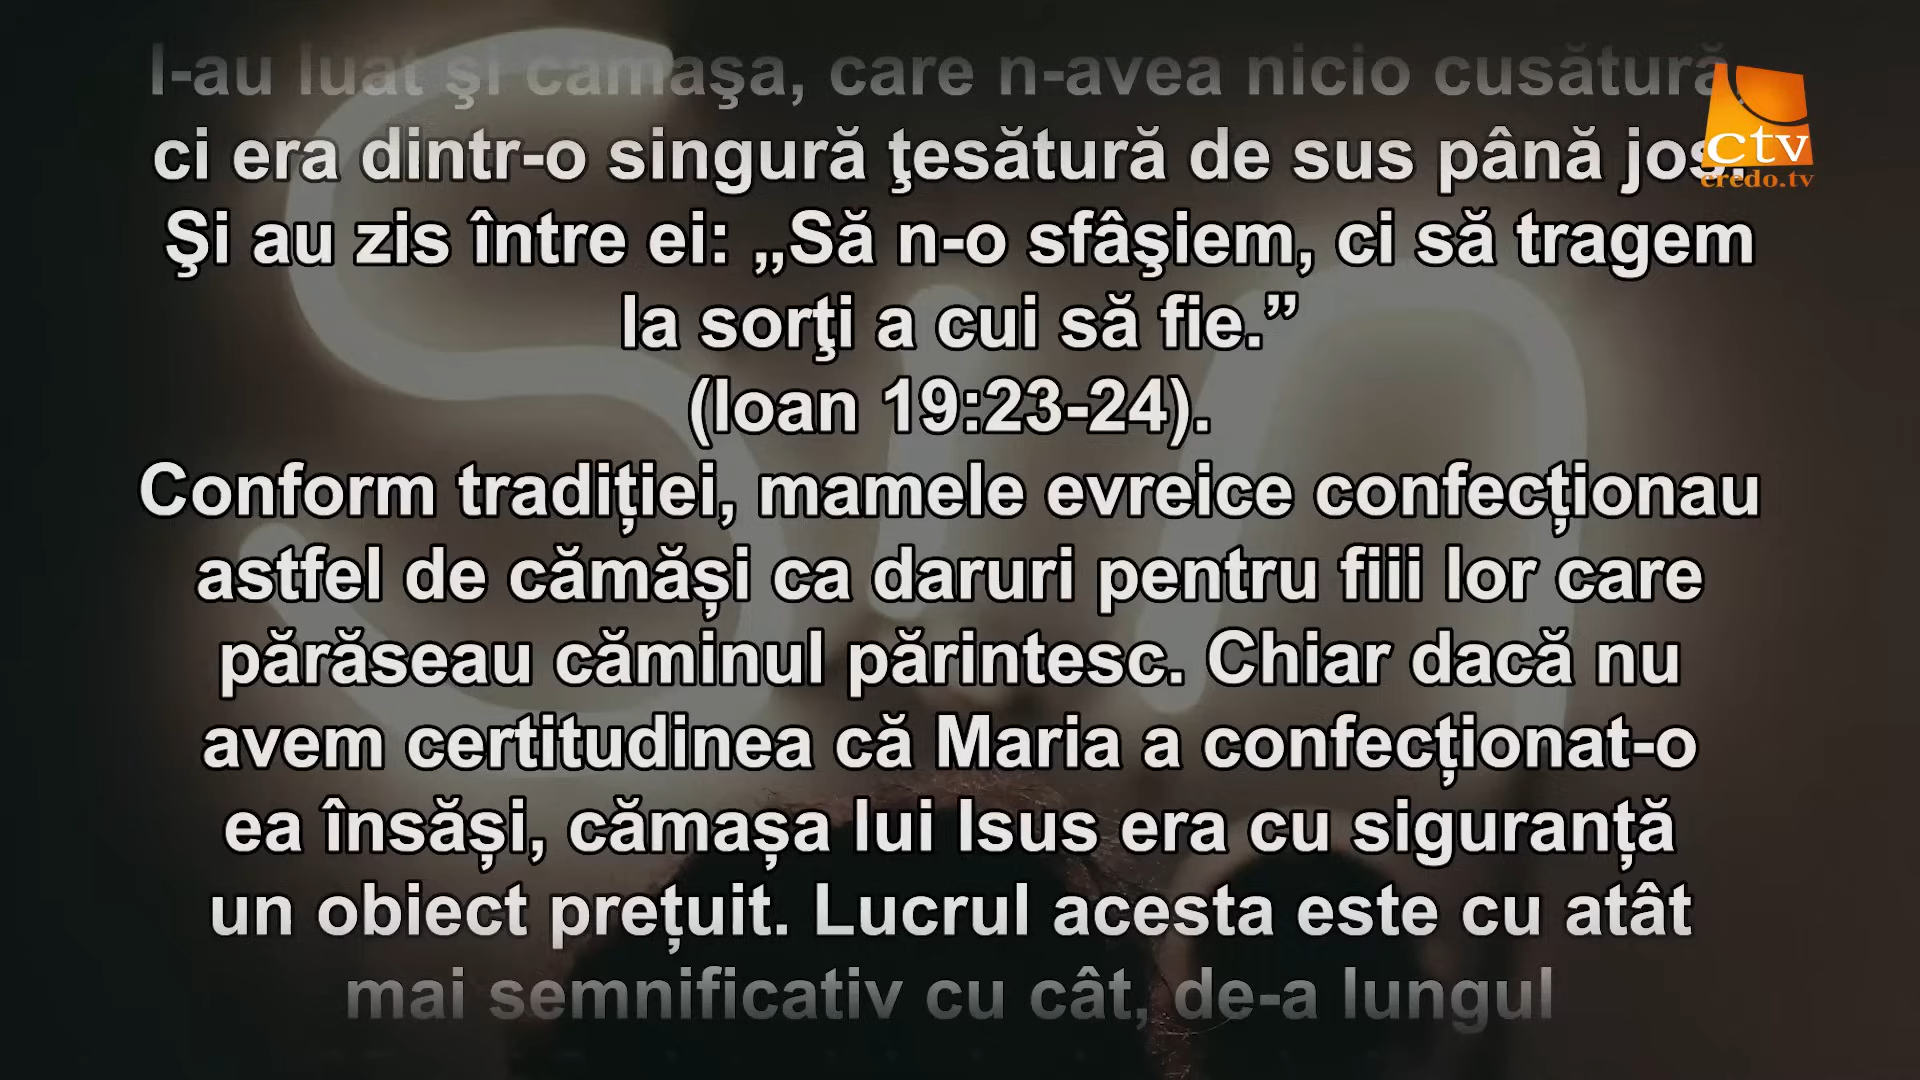 I-au luat şi cămaşa, care n-avea nicio cusătură,
ci era dintr-o singură ţesătură de sus până jos.
Şi au zis între ei: „Să n-o sfâşiem, ci să tragem
la sorţi a cui să fie.”
(Ioan 19:23-24).
Conform tradiției, mamele evreice confecționau
astfel de cămăși ca daruri pentru fiii lor care
părăseau căminul părintesc. Chiar dacă nu
avem certitudinea că Maria a confecționat-o
ea însăși, cămașa lui Isus era cu siguranță
un obiect prețuit. Lucrul acesta este cu atât
mai semnificativ cu cât, de-a lungul
ctv
credo.tv
sin